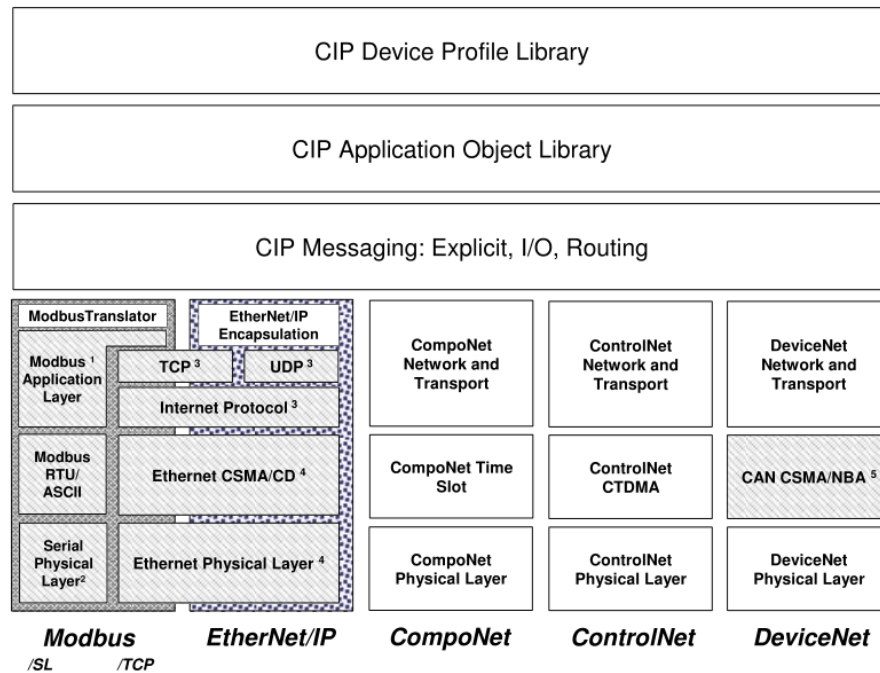 CIP Device Profile Library
CIP Application Object Library
CIP Messaging: Explicit, I/O, Routing
ModbusTranslator
Modbus ¹
Application
Layer
Modbus
RTU/
ASCII
Serial
Physical
Layer²
EtherNet/IP
Encapsulation
TCP ³
UDP ³
Internet Protocol ³
Ethernet CSMA/CD ⁴
Ethernet Physical Layer ⁴
CompoNet
Network and
Transport
CompoNet Time
Slot
CompoNet
Physical Layer
ControlNet
Network and
Transport
ControlNet
CTDMA
ControlNet
Physical Layer
DeviceNet
Network and
Transport
CAN CSMA/NBA ⁵
DeviceNet
Physical Layer
Modbus
/SL /TCP
EtherNet/IP
CompoNet
ControlNet
DeviceNet